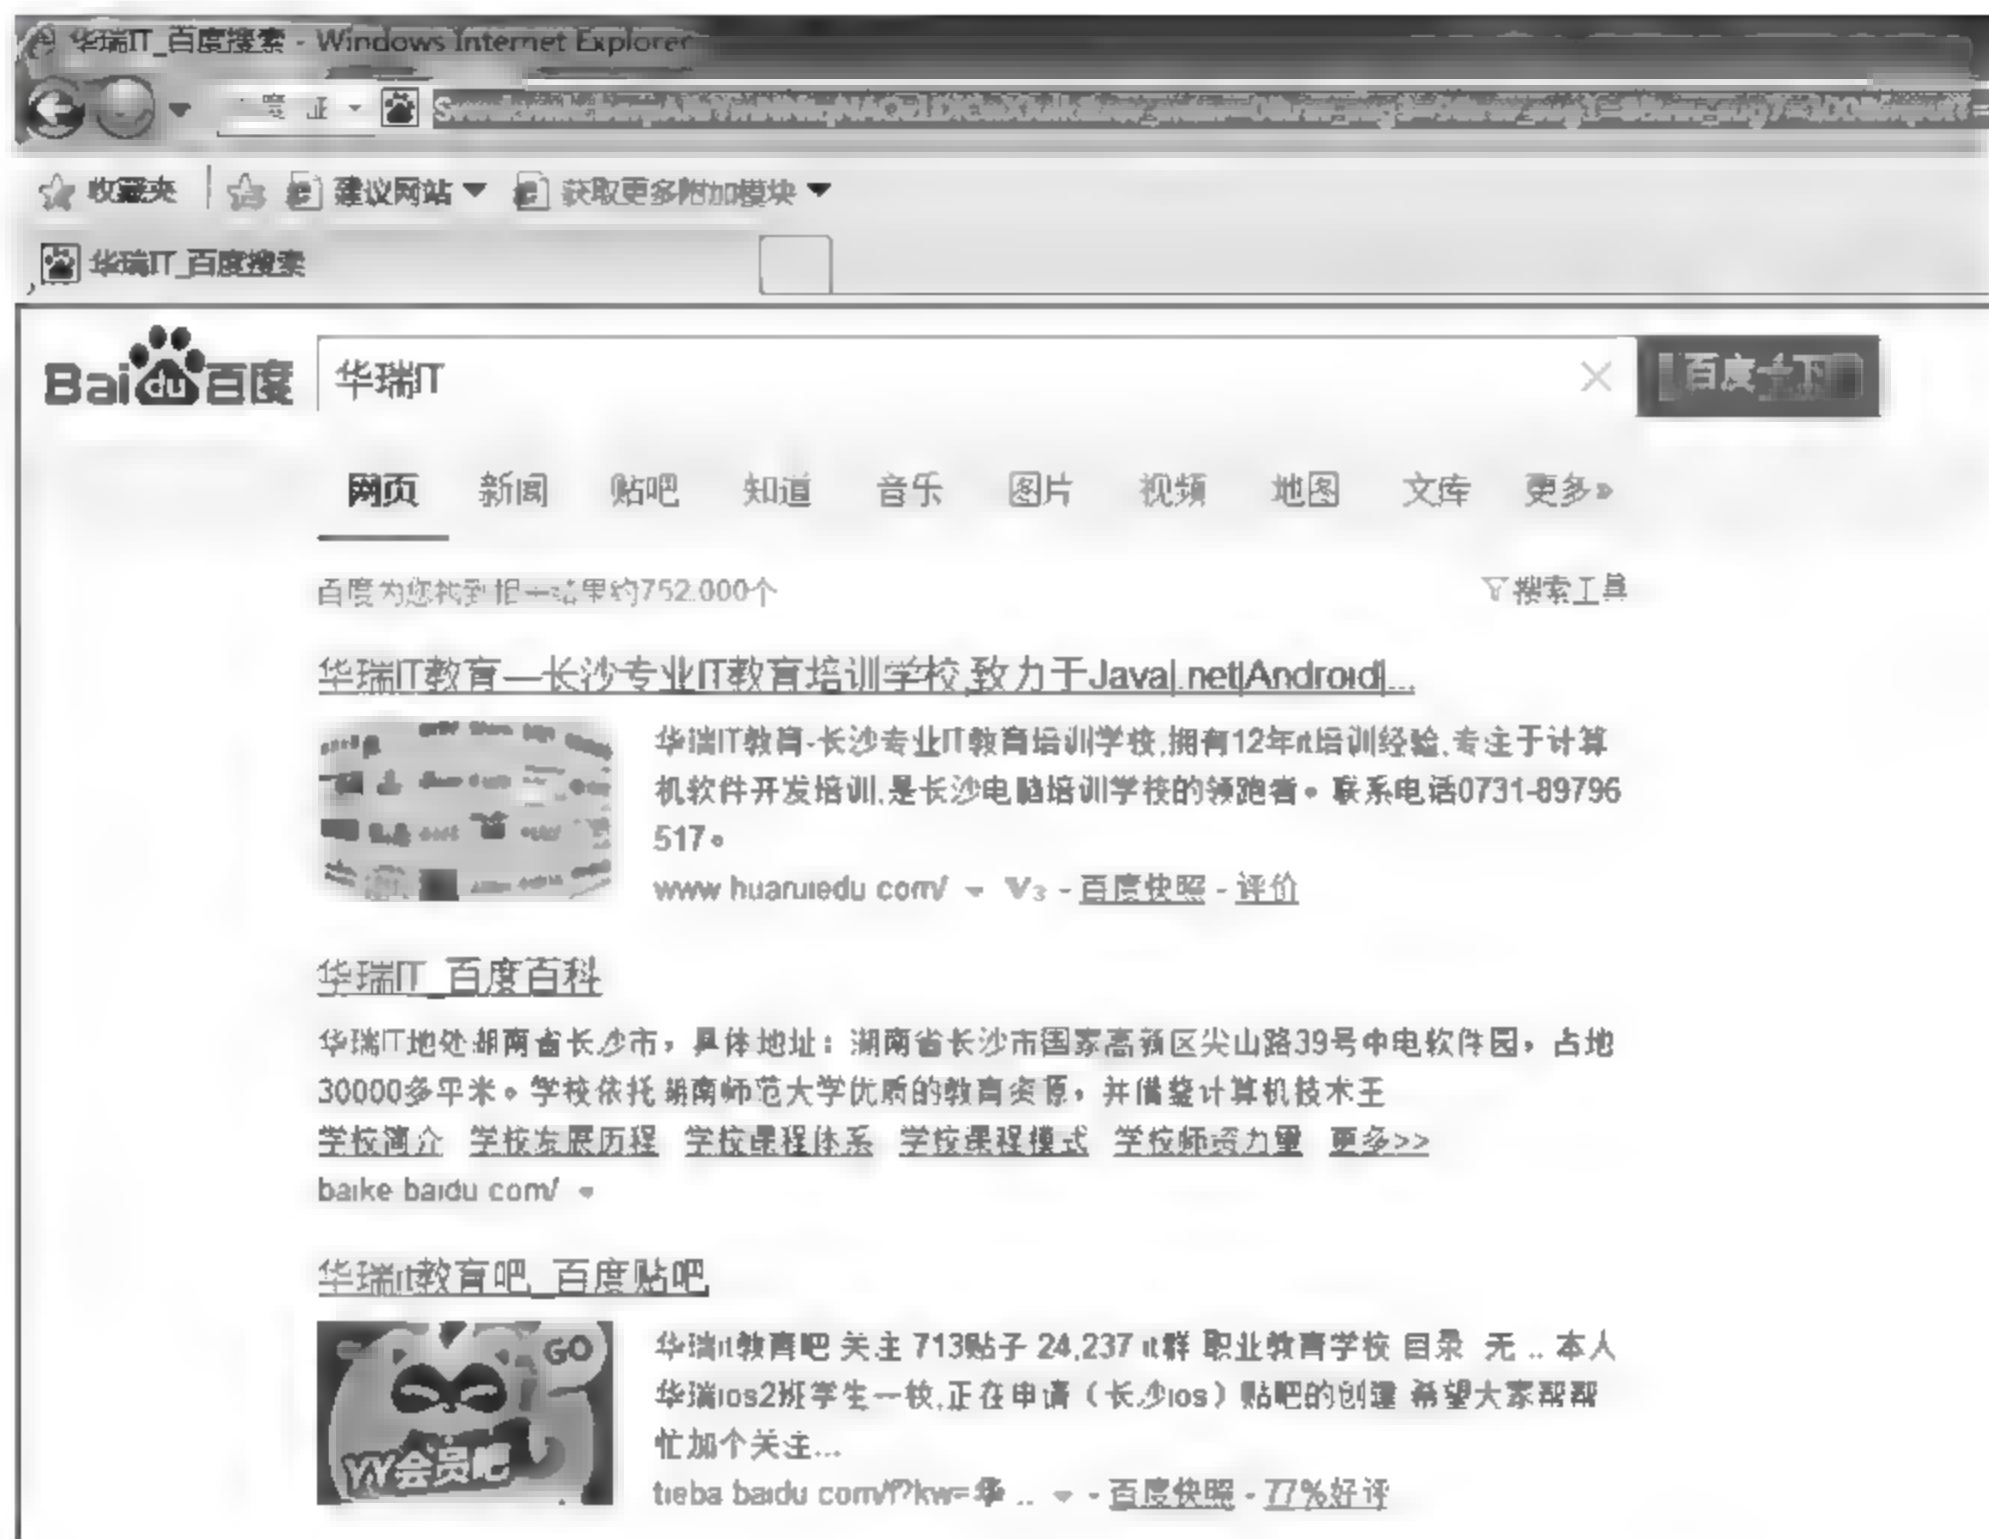 华瑞IT_百度搜索 - Windows Internet Explorer
收藏夹 建议网站 获取更多附加模块
华瑞IT_百度搜索
Bai du 百度 华瑞IT 百度一下
网页 新闻 贴吧 知道 音乐 图片 视频 地图 文库 更多»
百度为您找到相关结果约752,000个 搜索工具
华瑞IT教育—长沙专业IT教育培训学校,致力于Java|.net|Android|...
华瑞IT教育-长沙专业IT教育培训学校,拥有12年it培训经验,专注于计算
机软件开发培训,是长沙电脑培训学校的领跑者。联系电话0731-89796
517。
www.huaruiedu.com/ V3 - 百度快照 - 评价
华瑞IT_百度百科
华瑞IT地处湖南省长沙市，具体地址：湖南省长沙市国家高新区尖山路39号中电软件园，占地
30000多平米。学校依托湖南师范大学优质的教育资源，并借鉴计算机技术王
学校简介 学校发展历程 学校课程体系 学校课程模式 学校师资力量 更多>>
baike.baidu.com/
华瑞it教育吧_百度贴吧
GO
YY会员吧
华瑞it教育吧 关注 713贴子 24,237 it群 职业教育学校 目录 无 .. 本人
华瑞ios2班学生一枚,正在申请（长沙ios）贴吧的创建 希望大家帮帮
忙加个关注...
tieba.baidu.com/f?kw=华 .. - 百度快照 - 77%好评